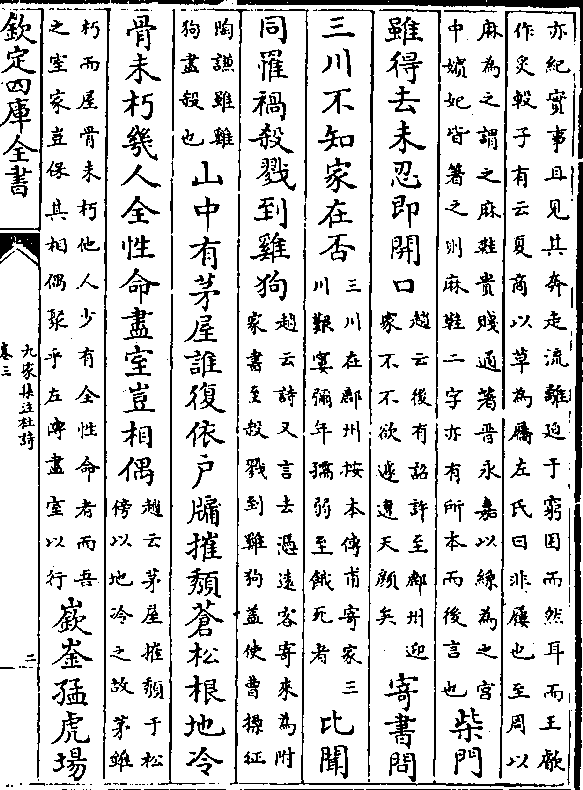 亦紀實事且見其奔走流離迫于窮困而然耳而王歡
作炙轂子有云夏商以草為屩左氏曰非屨也至周以
麻為之謂之麻鞋貴賤通著晉永嘉以絲為之宮
中嬪妃皆著之則麻鞋二字亦有所本而後言也
柴門
雖得去未忍即開口
趙云後有詔許至鄜州迎
家不不欲遽違天顔矣
寄書問
三川不知家在否
三川在鄜州按本傳甫寄家三
川艱窶彌年孺弱至餓死者
比聞
同罹禍殺戮到雞狗
趙云詩又言去憑遠客寄來為附
家書至殺戮到雞狗蓋使曹操征
陶謙雖雞
狗盡殺也
山中有茅屋誰復依户牖摧頽蒼松根地冷
骨未朽幾人全性命盡室豈相偶
趙云茅屋摧頽于松
傍以地冷之故茅雖
朽而屋骨未朽他人少有全性命者而吾
之室家豈保其相偶聚乎左傳盡室以行
嶔崟猛虎場
欽定四庫全書
九家集注杜詩
卷三
二